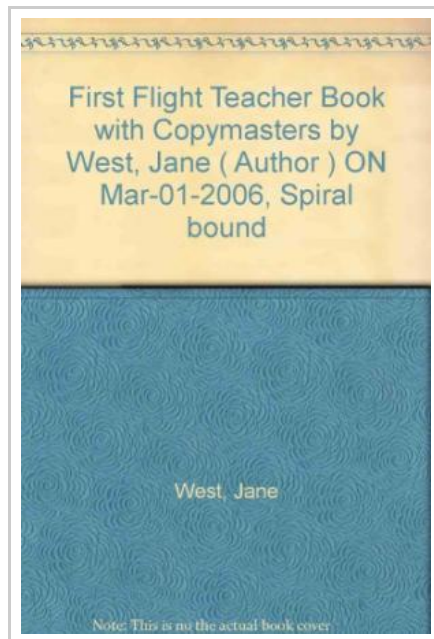 First Flight Teacher Book
with Copymasters by
West, Jane ( Author ) ON
Mar-01-2006, Spiral
bound
West, Jane
Note: This is no the actual book cover